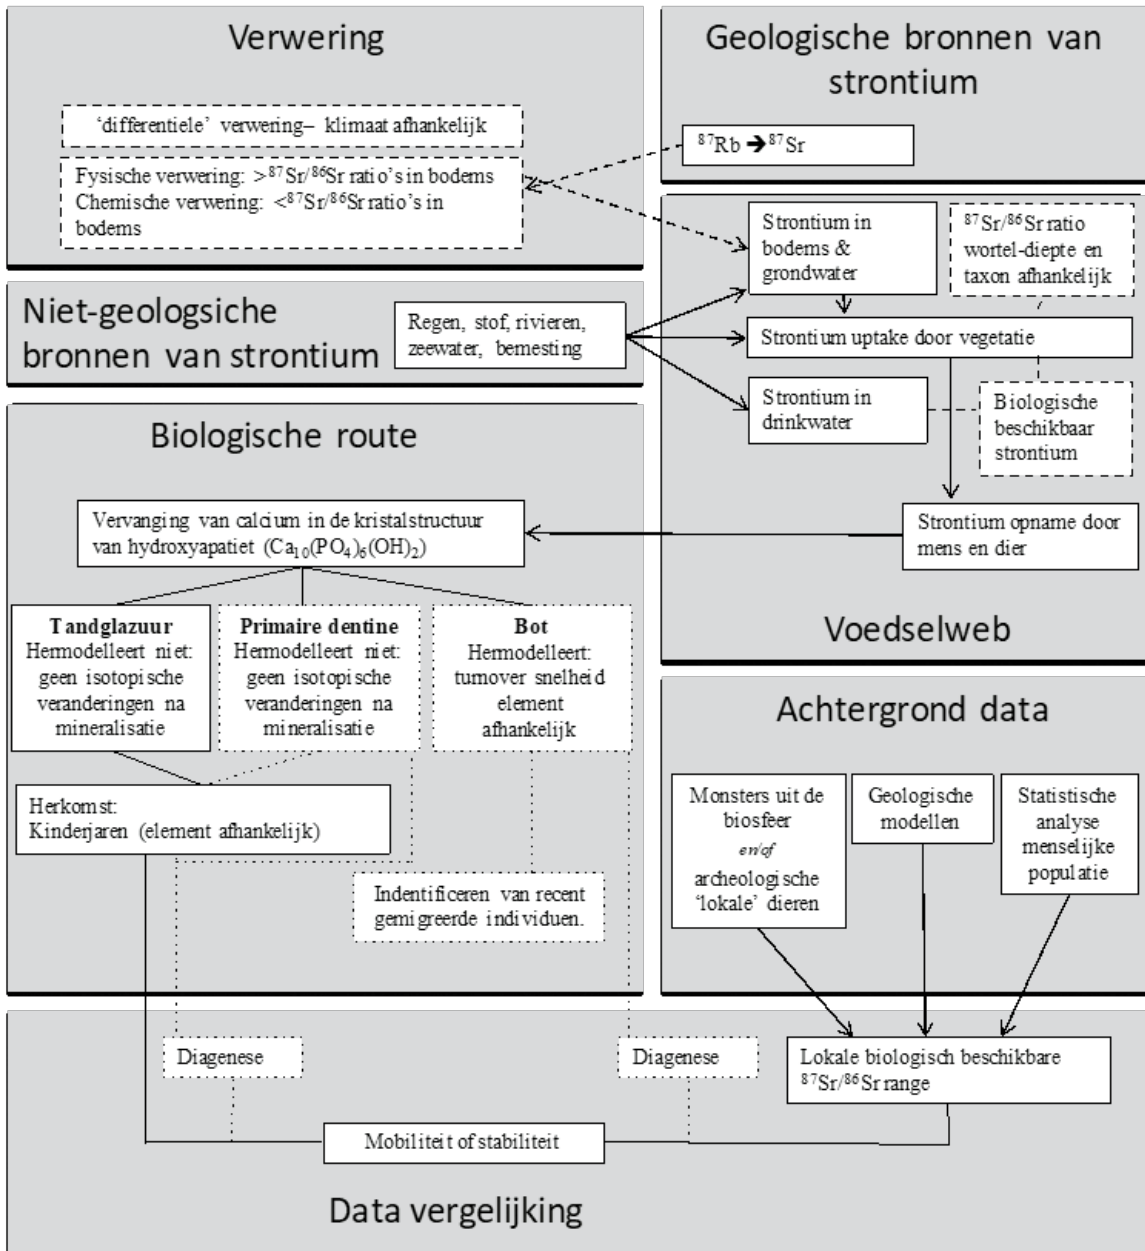 Verwering
'differentiele' verwering– klimaat afhankelijk
Fysische verwering: >⁸⁷Sr/⁸⁶Sr ratio's in bodems
Chemische verwering: <⁸⁷Sr/⁸⁶Sr ratio's in
bodems
Geologische bronnen van
strontium
⁸⁷Rb ➔ ⁸⁷Sr
Strontium in
bodems &
grondwater
⁸⁷Sr/⁸⁶Sr ratio
wortel-diepte en
taxon afhankelijk
Niet-geologsiche
bronnen van strontium
Regen, stof, rivieren,
zeewater, bemesting
Strontium uptake door vegetatie
Strontium in
drinkwater
Biologische
beschikbaar
strontium
Strontium opname door
mens en dier
Voedselweb
Biologische route
Vervanging van calcium in de kristalstructuur
van hydroxyapatiet (Ca₁₀(PO₄)₆(OH)₂)
Tandglazuur
Hermodelleert niet:
geen isotopische
veranderingen na
mineralisatie
Primaire dentine
Hermodelleert niet:
geen isotopische
veranderingen na
mineralisatie
Bot
Hermodelleert:
turnover snelheid
element
afhankelijk
Herkomst:
Kinderjaren (element afhankelijk)
Indentificeren van recent
gemigreerde individuen.
Achtergrond data
Monsters uit de
biosfeer
en/of
archeologische
'lokale' dieren
Geologische
modellen
Statistische
analyse
menselijke
populatie
Diagenese
Diagenese
Lokale biologisch beschikbare
⁸⁷Sr/⁸⁶Sr range
Mobiliteit of stabiliteit
Data vergelijking